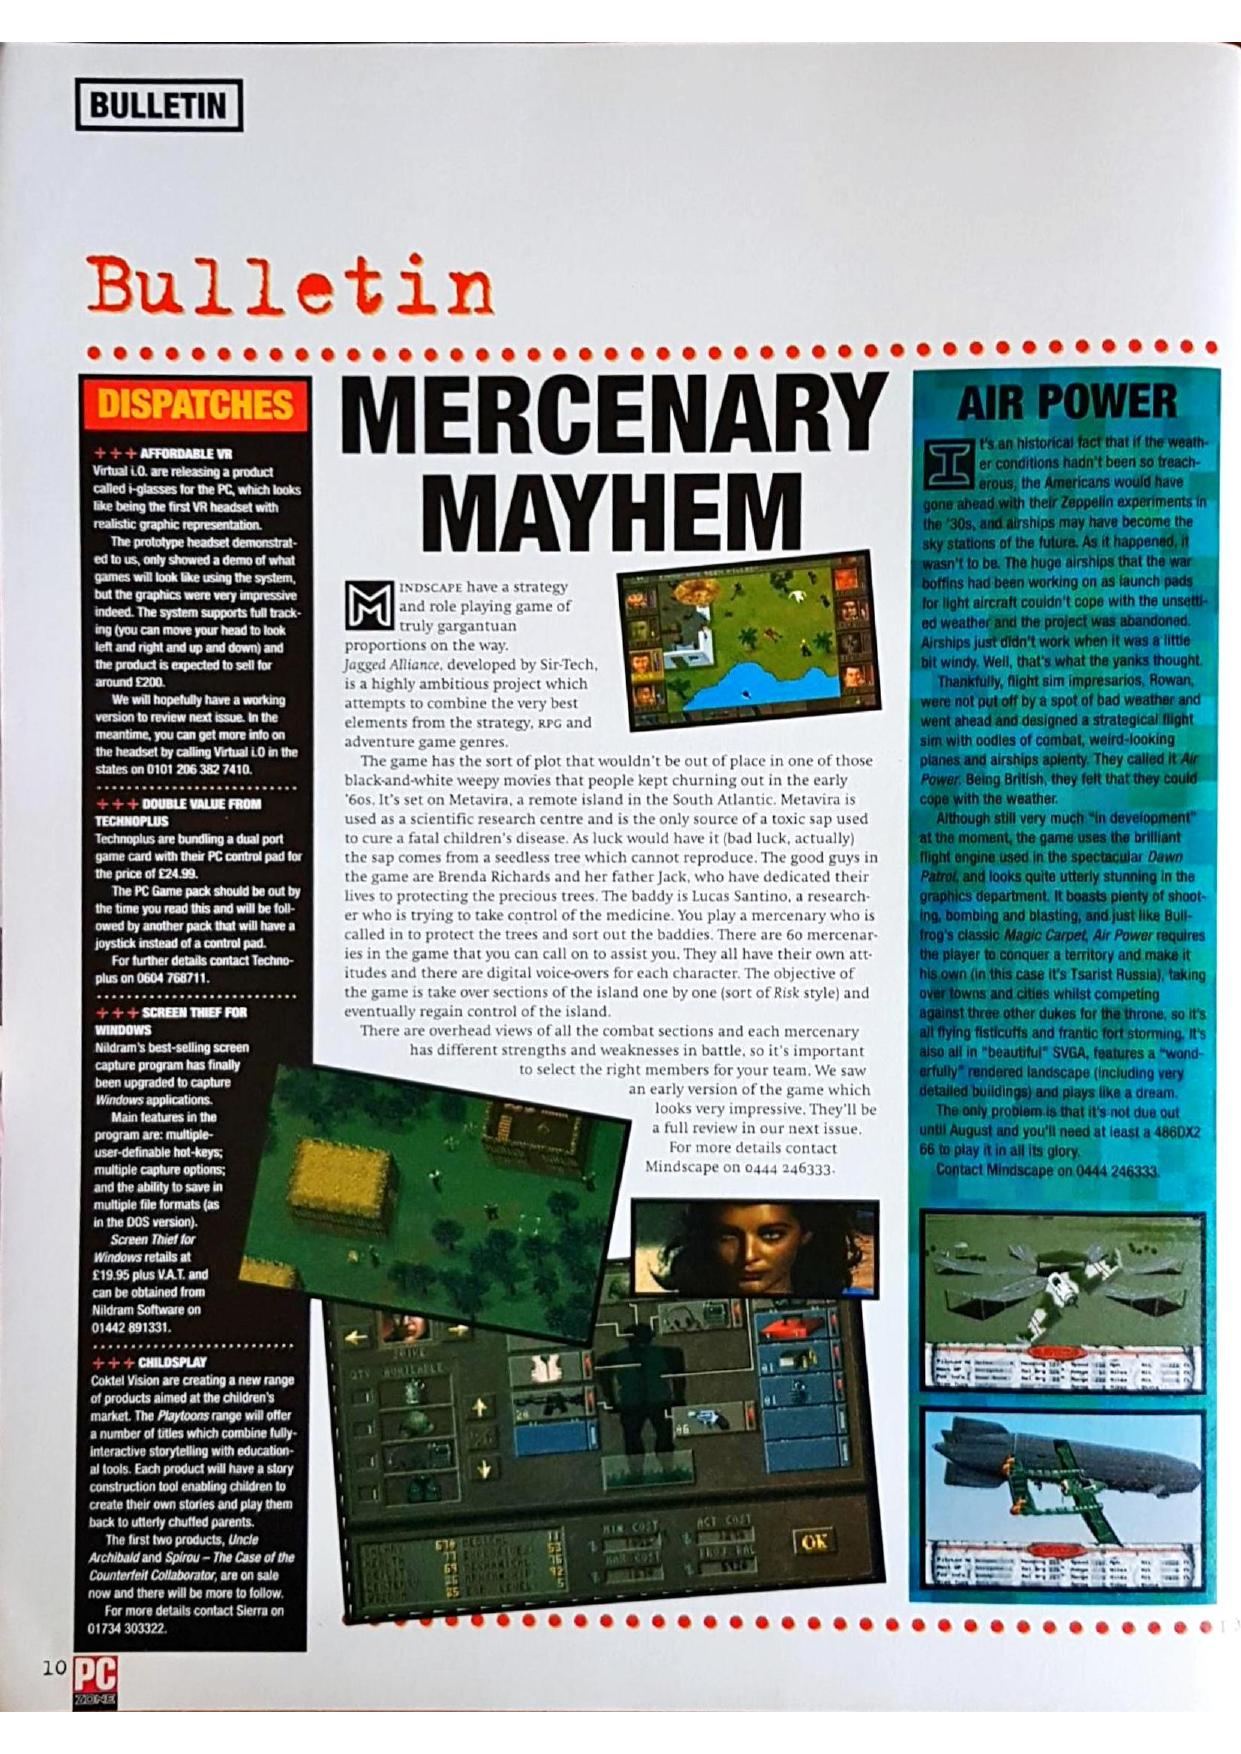 BULLETIN
Bulletin
DISPATCHES
+++ AFFORDABLE VR
Virtual i.O. are releasing a product
called i-glasses for the PC, which looks
like being the first VR headset with
realistic graphic representation.
The prototype headset demonstrat-
ed to us, only showed a demo of what
games will look like using the system,
but the graphics were very impressive
indeed. The system supports full track-
ing (you can move your head to look
left and right and up and down) and
the product is expected to sell for
around £200.
We will hopefully have a working
version to review next issue. In the
meantime, you can get more info on
the headset by calling Virtual i.O in the
states on 0101 206 382 7410.
+++ DOUBLE VALUE FROM
TECHNOPLUS
Technoplus are bundling a dual port
game card with their PC control pad for
the price of £24.99.
The PC Game pack should be out by
the time you read this and will be foll-
owed by another pack that will have a
joystick instead of a control pad.
For further details contact Techno-
plus on 0604 768711.
+++ SCREEN THIEF FOR
WINDOWS
Nildram's best-selling screen
capture program has finally
been upgraded to capture
Windows applications.
Main features in the
program are: multiple-
user-definable hot-keys;
multiple capture options;
and the ability to save in
multiple file formats (as
in the DOS version).
Screen Thief for
Windows retails at
£19.95 plus V.A.T. and
can be obtained from
Nildram Software on
01442 891331.
+++ CHILDSPLAY
Coktel Vision are creating a new range
of products aimed at the children's
market. The Playtoons range will offer
a number of titles which combine fully-
interactive storytelling with education-
al tools. Each product will have a story
construction tool enabling children to
create their own stories and play them
back to utterly chuffed parents.
The first two products, Uncle
Archibald and Spirou – The Case of the
Counterfeit Collaborator, are on sale
now and there will be more to follow.
For more details contact Sierra on
01734 303322.
MERCENARY
MAYHEM
MINDSCAPE have a strategy
and role playing game of
truly gargantuan
proportions on the way.
Jagged Alliance, developed by Sir-Tech,
is a highly ambitious project which
attempts to combine the very best
elements from the strategy, RPG and
adventure game genres.
The game has the sort of plot that wouldn't be out of place in one of those
black-and-white weepy movies that people kept churning out in the early
'60s. It's set on Metavira, a remote island in the South Atlantic. Metavira is
used as a scientific research centre and is the only source of a toxic sap used
to cure a fatal children's disease. As luck would have it (bad luck, actually)
the sap comes from a seedless tree which cannot reproduce. The good guys in
the game are Brenda Richards and her father Jack, who have dedicated their
lives to protecting the precious trees. The baddy is Lucas Santino, a research-
er who is trying to take control of the medicine. You play a mercenary who is
called in to protect the trees and sort out the baddies. There are 60 mercenar-
ies in the game that you can call on to assist you. They all have their own att-
itudes and there are digital voice-overs for each character. The objective of
the game is take over sections of the island one by one (sort of Risk style) and
eventually regain control of the island.
There are overhead views of all the combat sections and each mercenary
has different strengths and weaknesses in battle, so it's important
to select the right members for your team. We saw
an early version of the game which
looks very impressive. They'll be
a full review in our next issue.
For more details contact
Mindscape on 0444 246333.
AVAILABLE
MIN COST
ACT COST
OK
AIR POWER
It's an historical fact that if the weath-
er conditions hadn't been so treach-
erous, the Americans would have
gone ahead with their Zeppelin experiments in
the '30s, and airships may have become the
sky stations of the future. As it happened, it
wasn't to be. The huge airships that the war
boffins had been working on as launch pads
for light aircraft couldn't cope with the unsettl-
ed weather and the project was abandoned.
Airships just didn't work when it was a little
bit windy. Well, that's what the yanks thought.
Thankfully, flight sim impresarios, Rowan,
were not put off by a spot of bad weather and
went ahead and designed a strategical flight
sim with oodles of combat, weird-looking
planes and airships aplenty. They called it Air
Power. Being British, they felt that they could
cope with the weather.
Although still very much "in development"
at the moment, the game uses the brilliant
flight engine used in the spectacular Dawn
Patrol, and looks quite utterly stunning in the
graphics department. It boasts plenty of shoot-
ing, bombing and blasting, and just like Bull-
frog's classic Magic Carpet, Air Power requires
the player to conquer a territory and make it
his own (in this case it's Tsarist Russia), taking
over towns and cities whilst competing
against three other dukes for the throne, so it's
all flying fisticuffs and frantic fort storming. It's
also all in "beautiful" SVGA, features a "wond-
erfully" rendered landscape (including very
detailed buildings) and plays like a dream.
The only problem is that it's not due out
until August and you'll need at least a 486DX2
66 to play it in all its glory.
Contact Mindscape on 0444 246333.
10 PC
ZONE